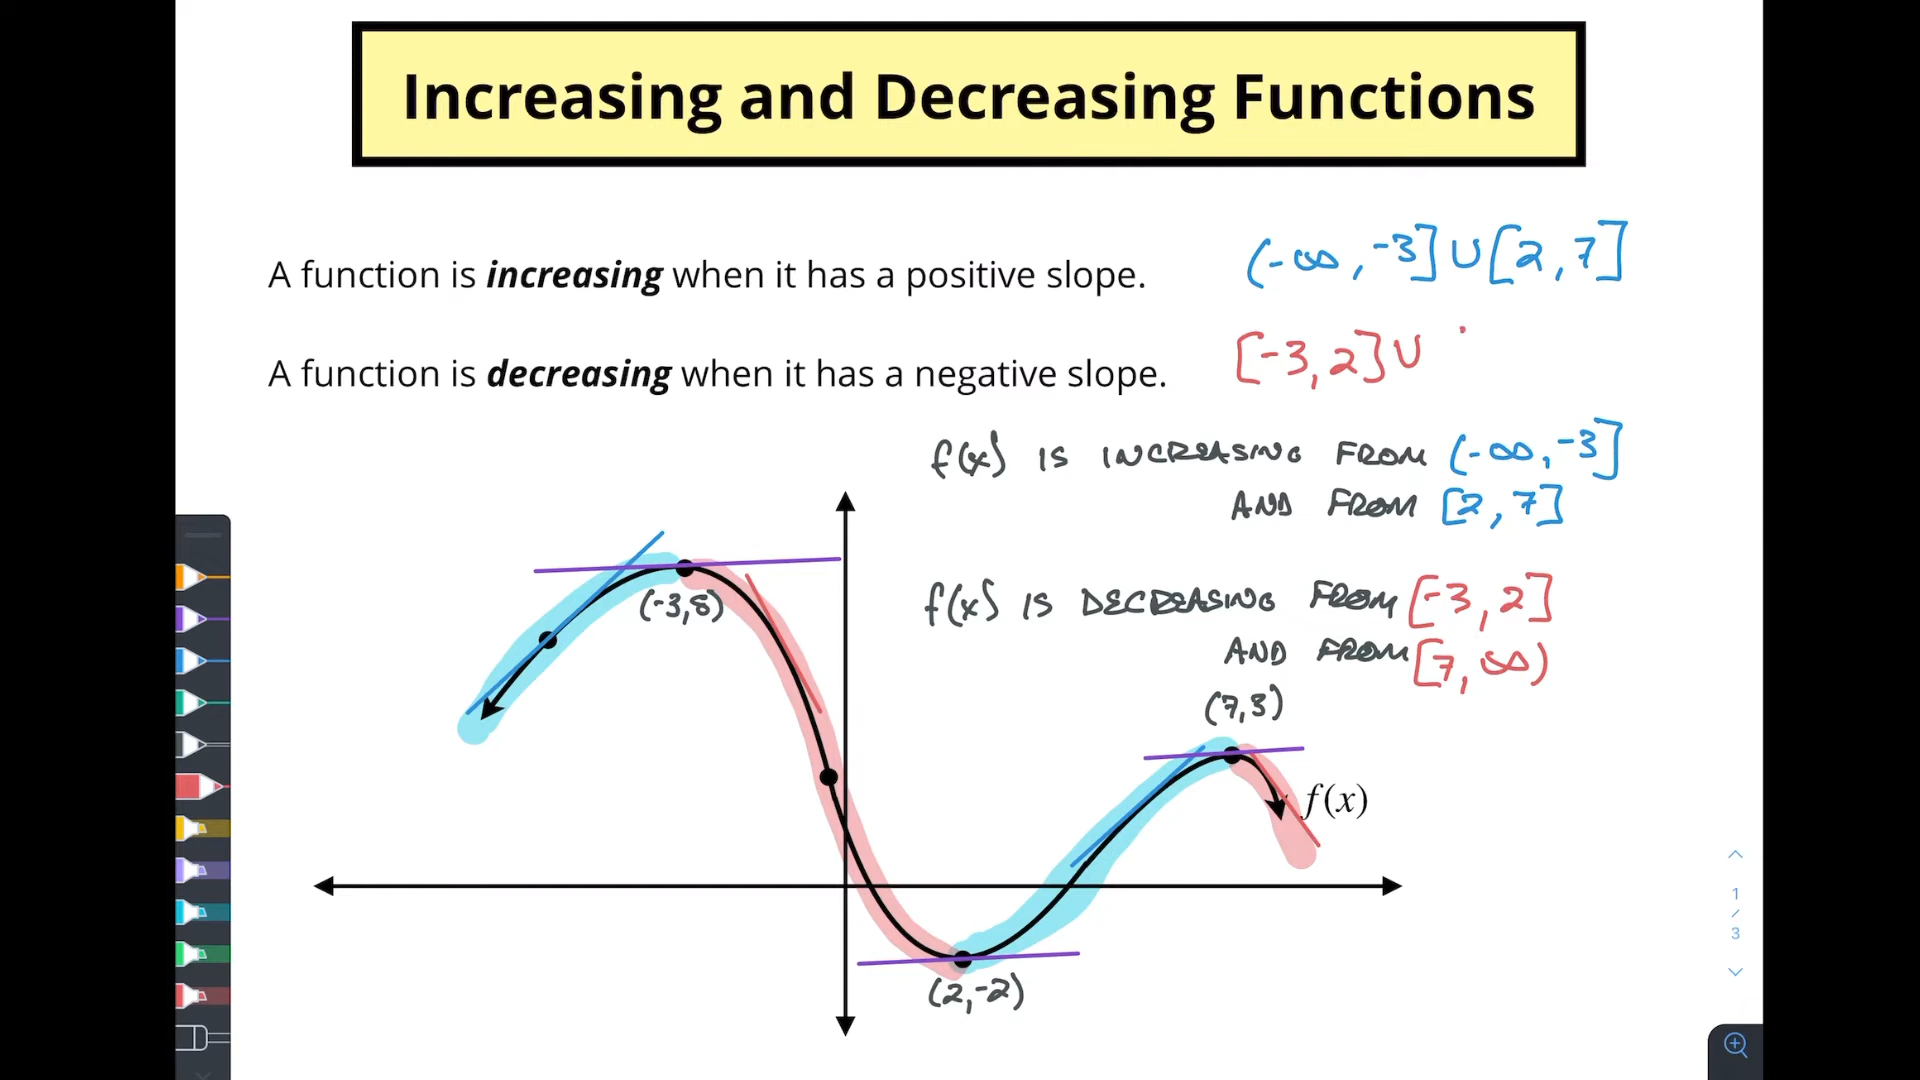 Increasing and Decreasing Functions
A function is increasing when it has a positive slope.
(-∞, -3] ∪ [2, 7]
A function is decreasing when it has a negative slope.
[-3, 2] ∪
f(x) IS INCREASING FROM (-∞, -3]
AND FROM [2, 7]
f(x) IS DECREASING FROM [-3, 2]
AND FROM [7, ∞)
(-3, 8)
(7, 3)
f(x)
(2, -2)
1
/
3